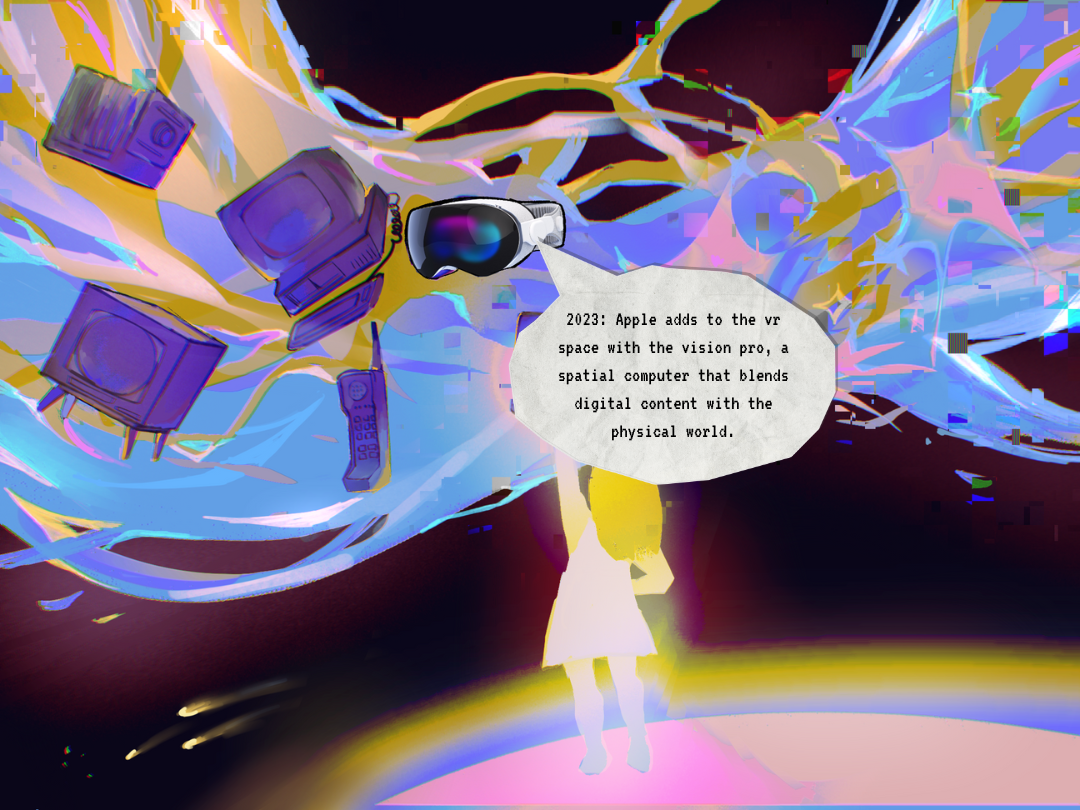 2023: Apple adds to the vr
space with the vision pro, a
spatial computer that blends
digital content with the
physical world.